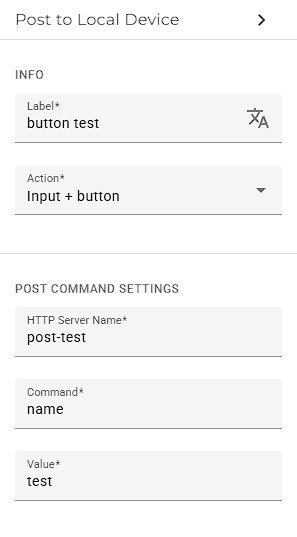 Post to Local Device
INFO
Label*
button test
Action*
Input + button
POST COMMAND SETTINGS
HTTP Server Name*
post-test
Command*
name
Value*
test